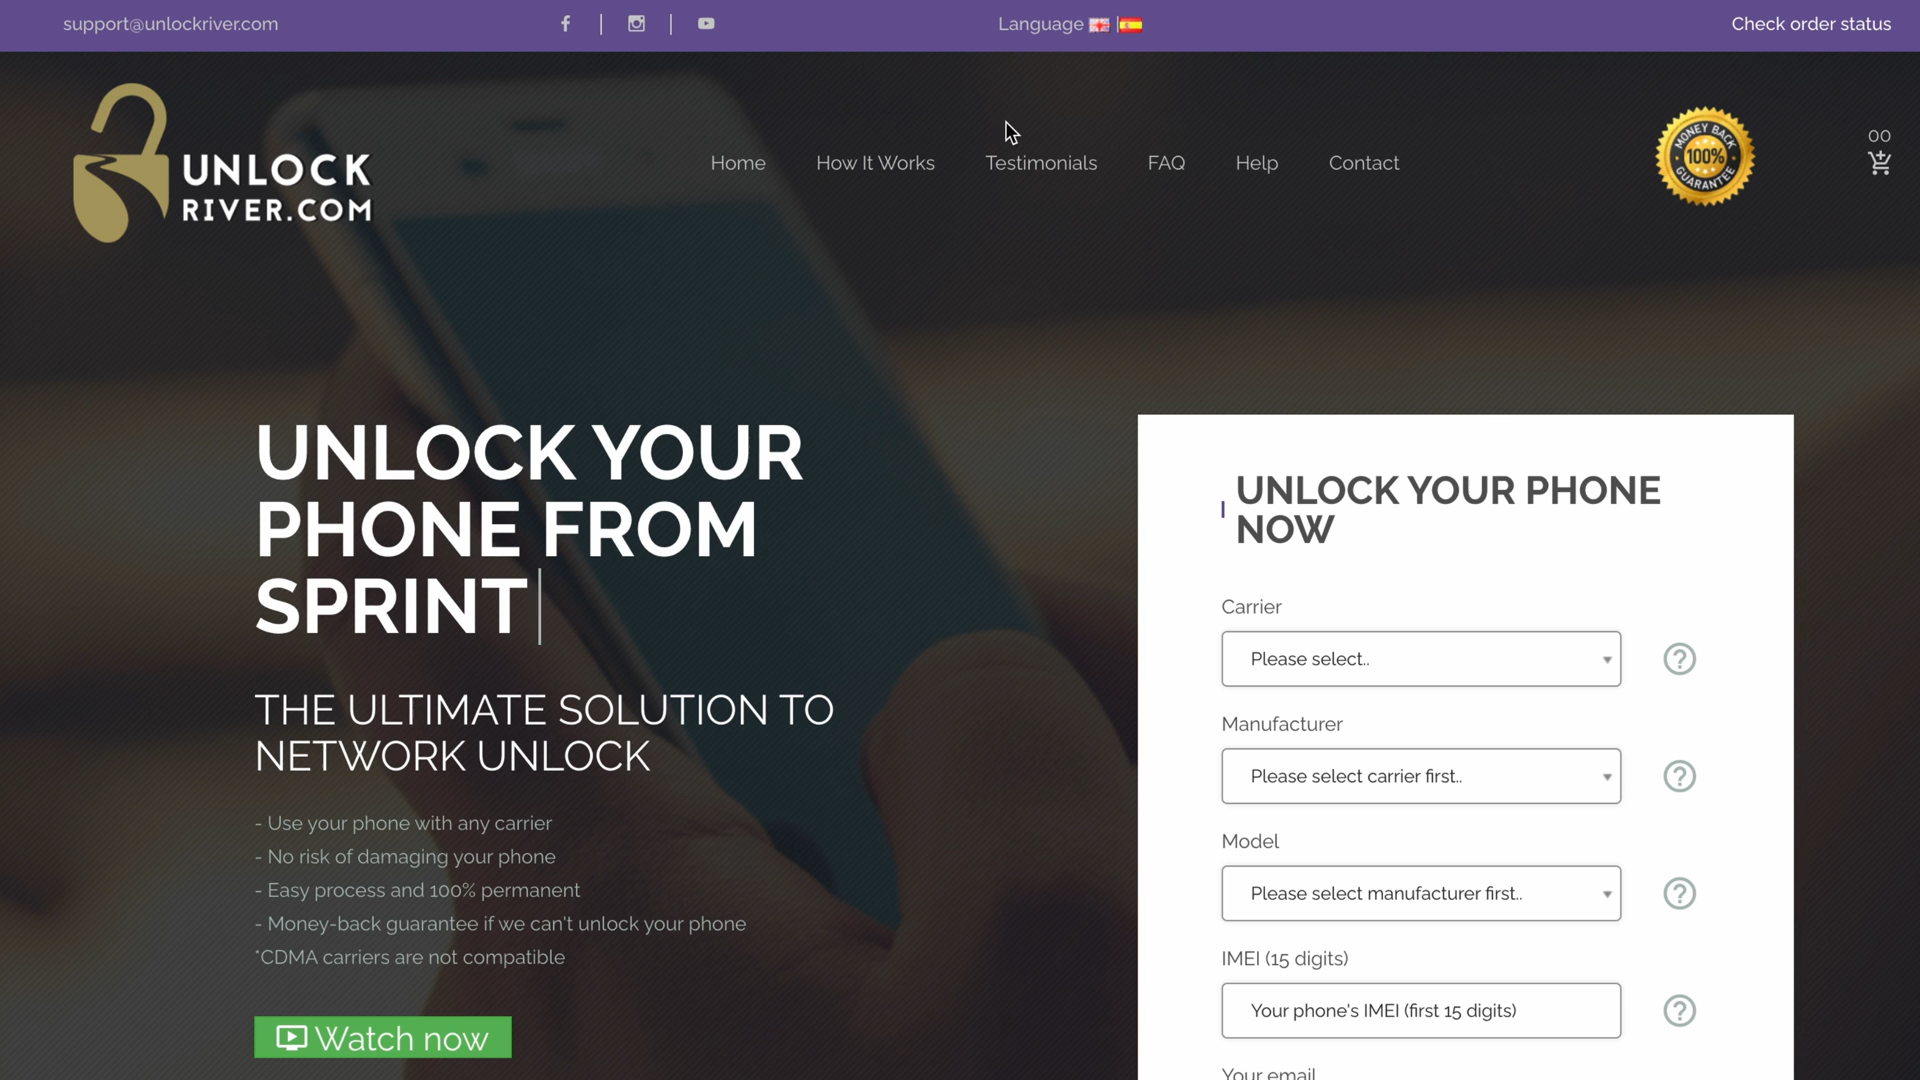 support@unlockriver.com
Language
Check order status
UNLOCK
RIVER.COM
Home
How It Works
Testimonials
FAQ
Help
Contact
MONEY BACK
100%
GUARANTEE
00
UNLOCK YOUR
PHONE FROM
SPRINT
THE ULTIMATE SOLUTION TO
NETWORK UNLOCK
- Use your phone with any carrier
- No risk of damaging your phone
- Easy process and 100% permanent
- Money-back guarantee if we can't unlock your phone
*CDMA carriers are not compatible
Watch now
UNLOCK YOUR PHONE
NOW
Carrier
Please select..
Manufacturer
Please select carrier first..
Model
Please select manufacturer first..
IMEI (15 digits)
Your phone's IMEI (first 15 digits)
Your email